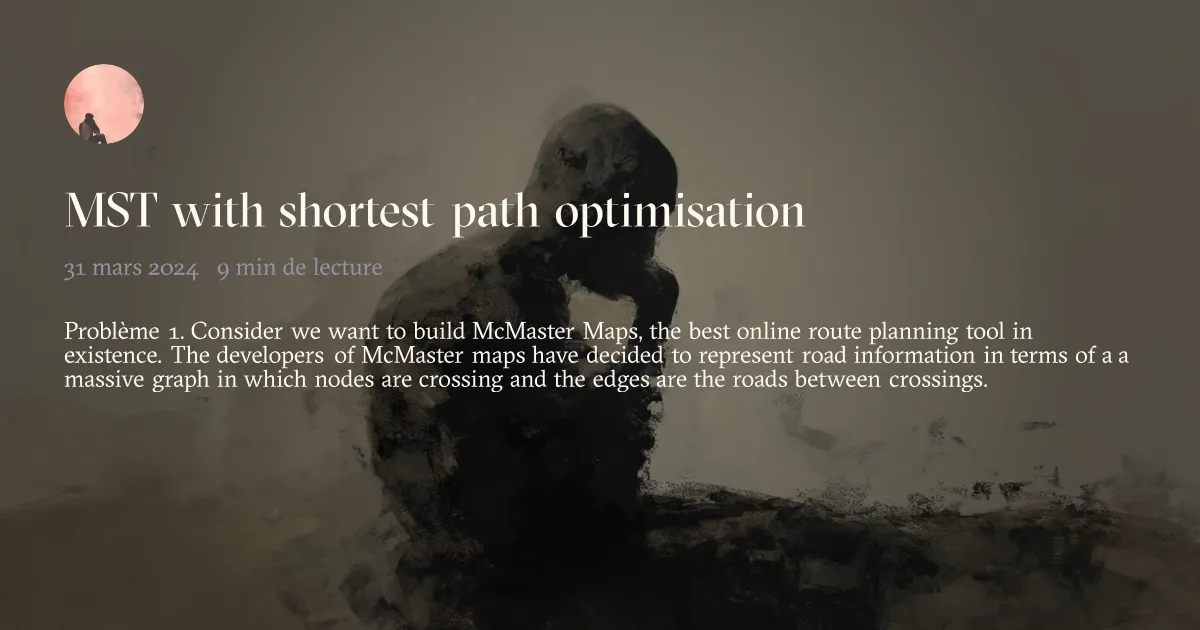 MST with shortest path optimisation
31 mars 2024 9 min de lecture
Problème 1. Consider we want to build McMaster Maps, the best online route planning tool in
existence. The developers of McMaster maps have decided to represent road information in terms of a a
massive graph in which nodes are crossing and the edges are the roads between crossings.